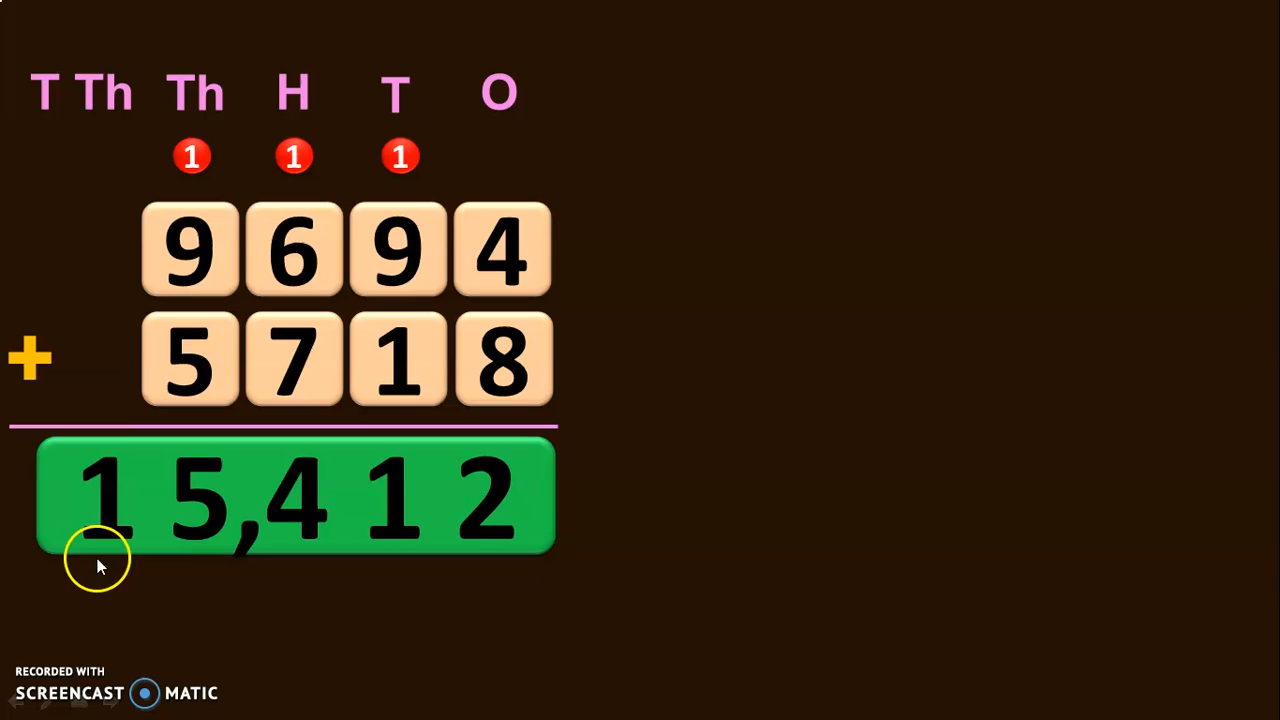 T Th Th H T O
1 1 1
9 6 9 4
+ 5 7 1 8
1 5,4 1 2
RECORDED WITH
SCREENCAST MATIC